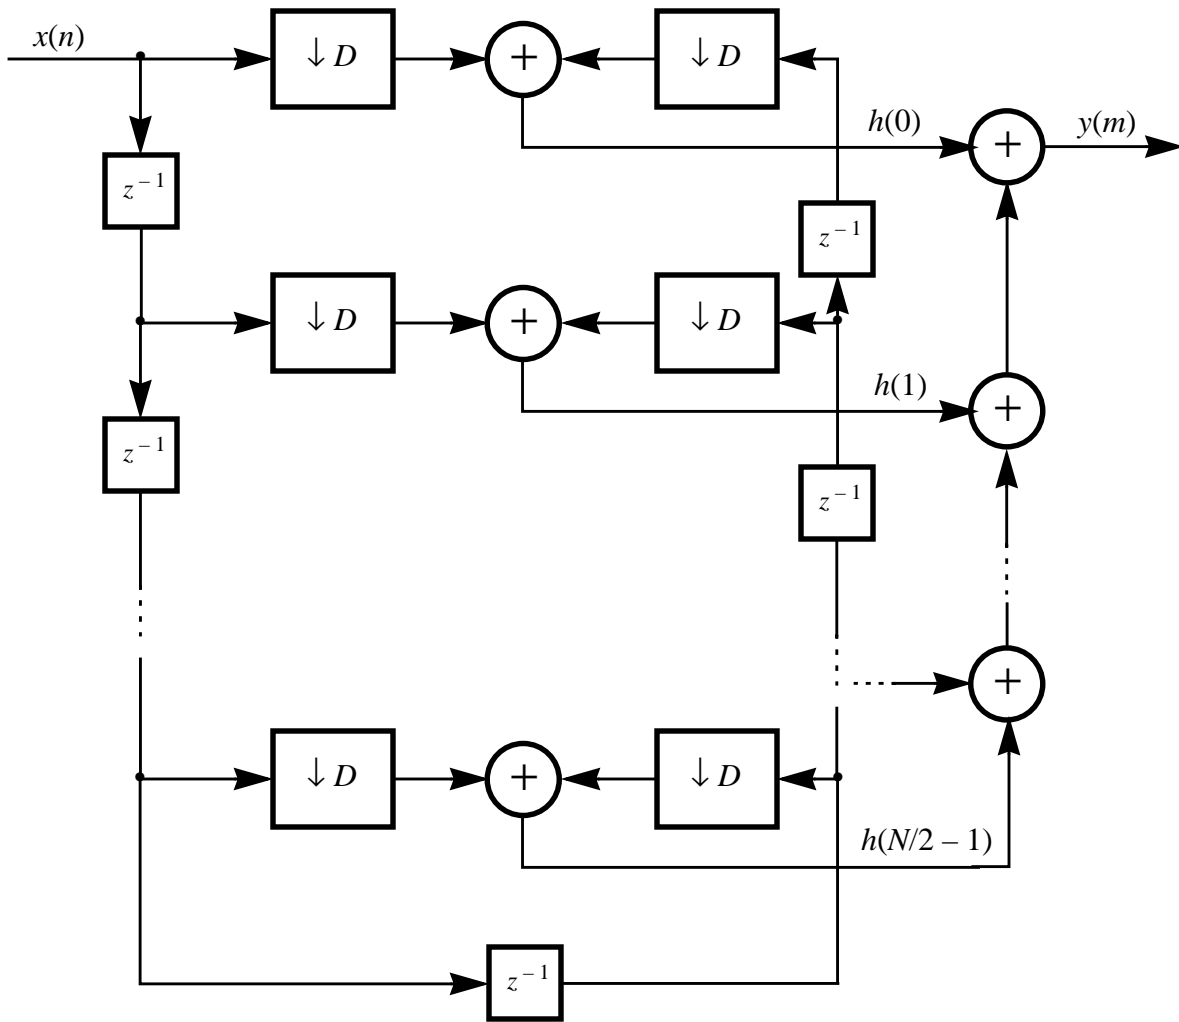 x(n)
↓ D
+
↓ D
h(0)
+
y(m)
z⁻¹
z⁻¹
↓ D
+
↓ D
h(1)
+
z⁻¹
z⁻¹
+
↓ D
+
↓ D
h(N/2 – 1)
z⁻¹